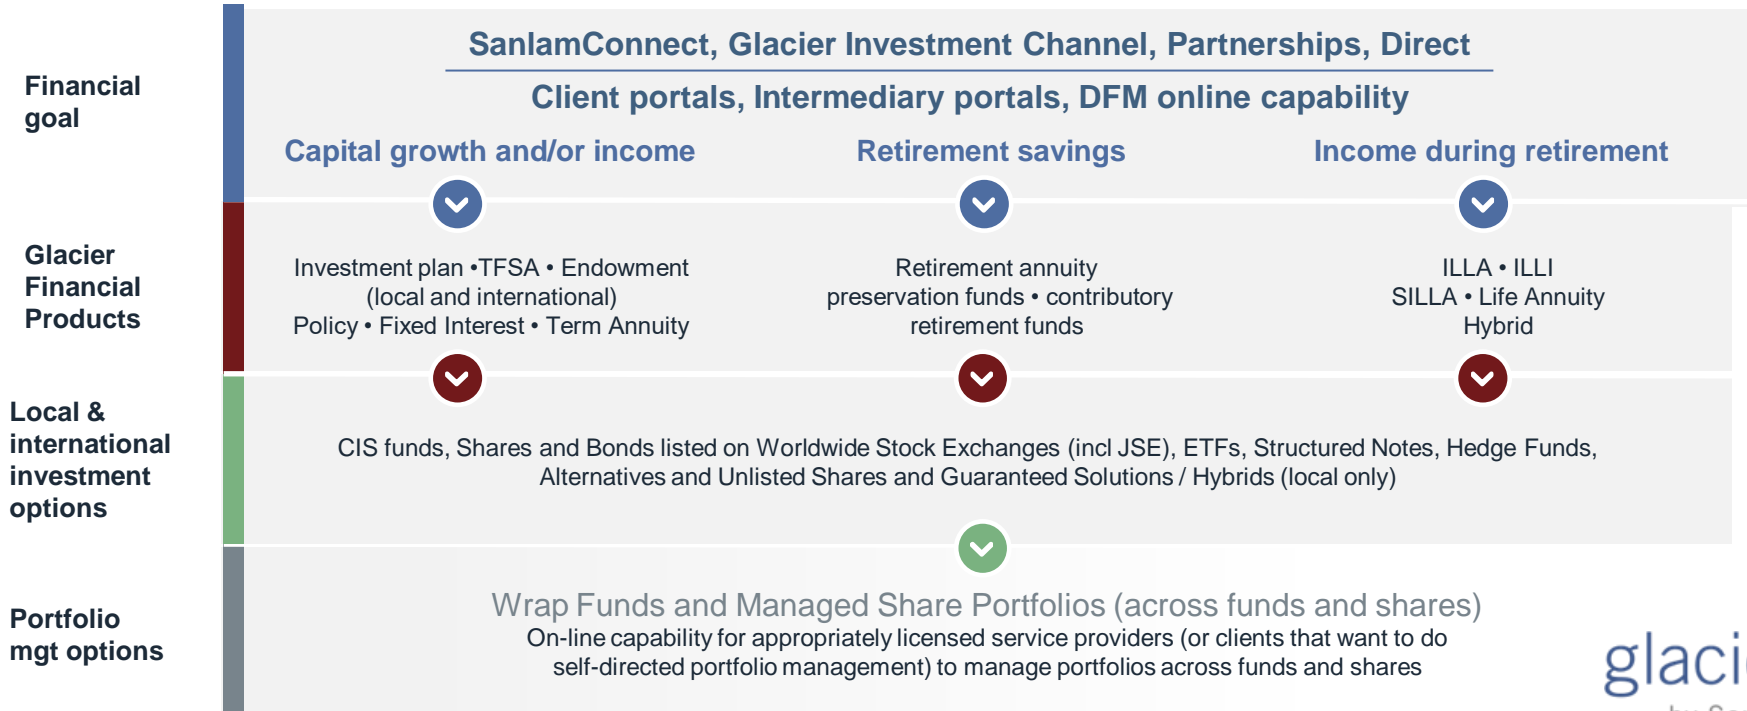 SanlamConnect, Glacier Investment Channel, Partnerships, Direct
Client portals, Intermediary portals, DFM online capability
Financial
goal
Capital growth and/or income
Retirement savings
Income during retirement
Glacier
Financial
Products
Investment plan •TFSA • Endowment
(local and international)
Policy • Fixed Interest • Term Annuity
Retirement annuity
preservation funds • contributory
retirement funds
ILLA • ILLI
SILLA • Life Annuity
Hybrid
Local &
international
investment
options
CIS funds, Shares and Bonds listed on Worldwide Stock Exchanges (incl JSE), ETFs, Structured Notes, Hedge Funds,
Alternatives and Unlisted Shares and Guaranteed Solutions / Hybrids (local only)
Portfolio
mgt options
Wrap Funds and Managed Share Portfolios (across funds and shares)
On-line capability for appropriately licensed service providers (or clients that want to do
self-directed portfolio management) to manage portfolios across funds and shares